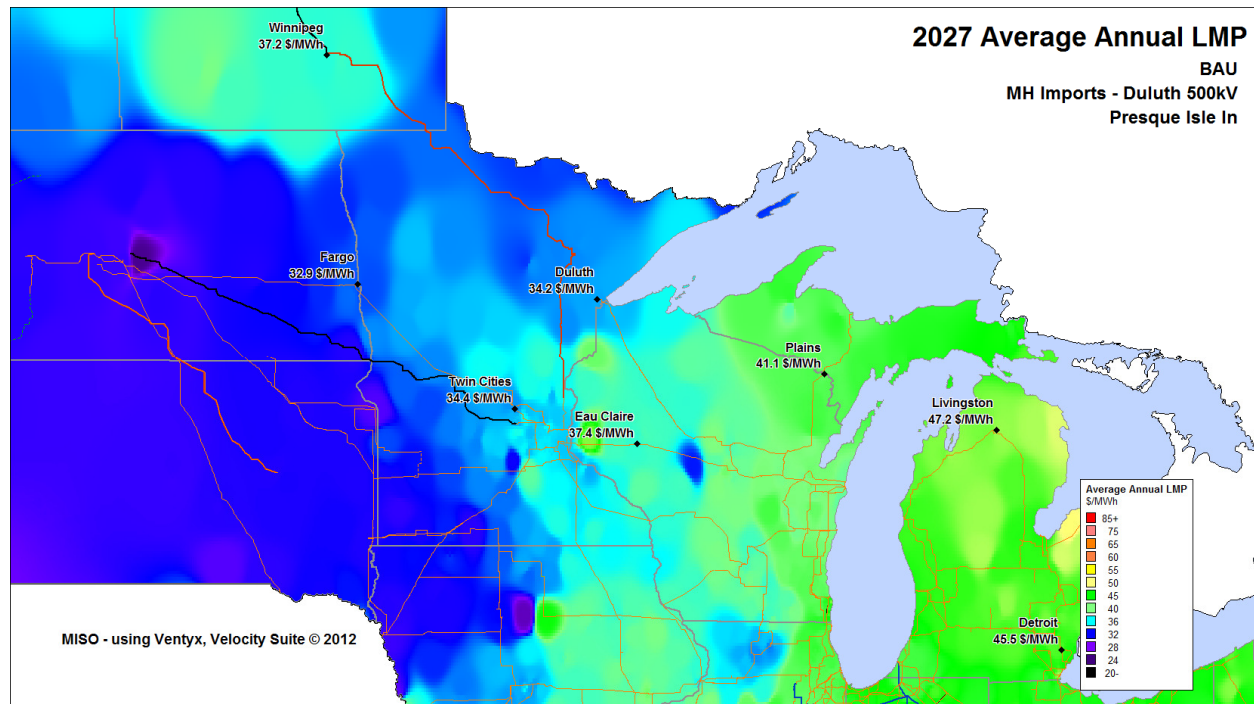 2027 Average Annual LMP
BAU
MH Imports - Duluth 500kV
Presque Isle In
Winnipeg
37.2 $/MWh
Fargo
32.9 $/MWh
Duluth
34.2 $/MWh
Plains
41.1 $/MWh
Twin Cities
34.4 $/MWh
Eau Claire
37.4 $/MWh
Livingston
47.2 $/MWh
Detroit
45.5 $/MWh
Average Annual LMP
$/MWh
85+
75
65
60
55
50
45
40
36
32
28
24
20-
MISO - using Ventyx, Velocity Suite © 2012